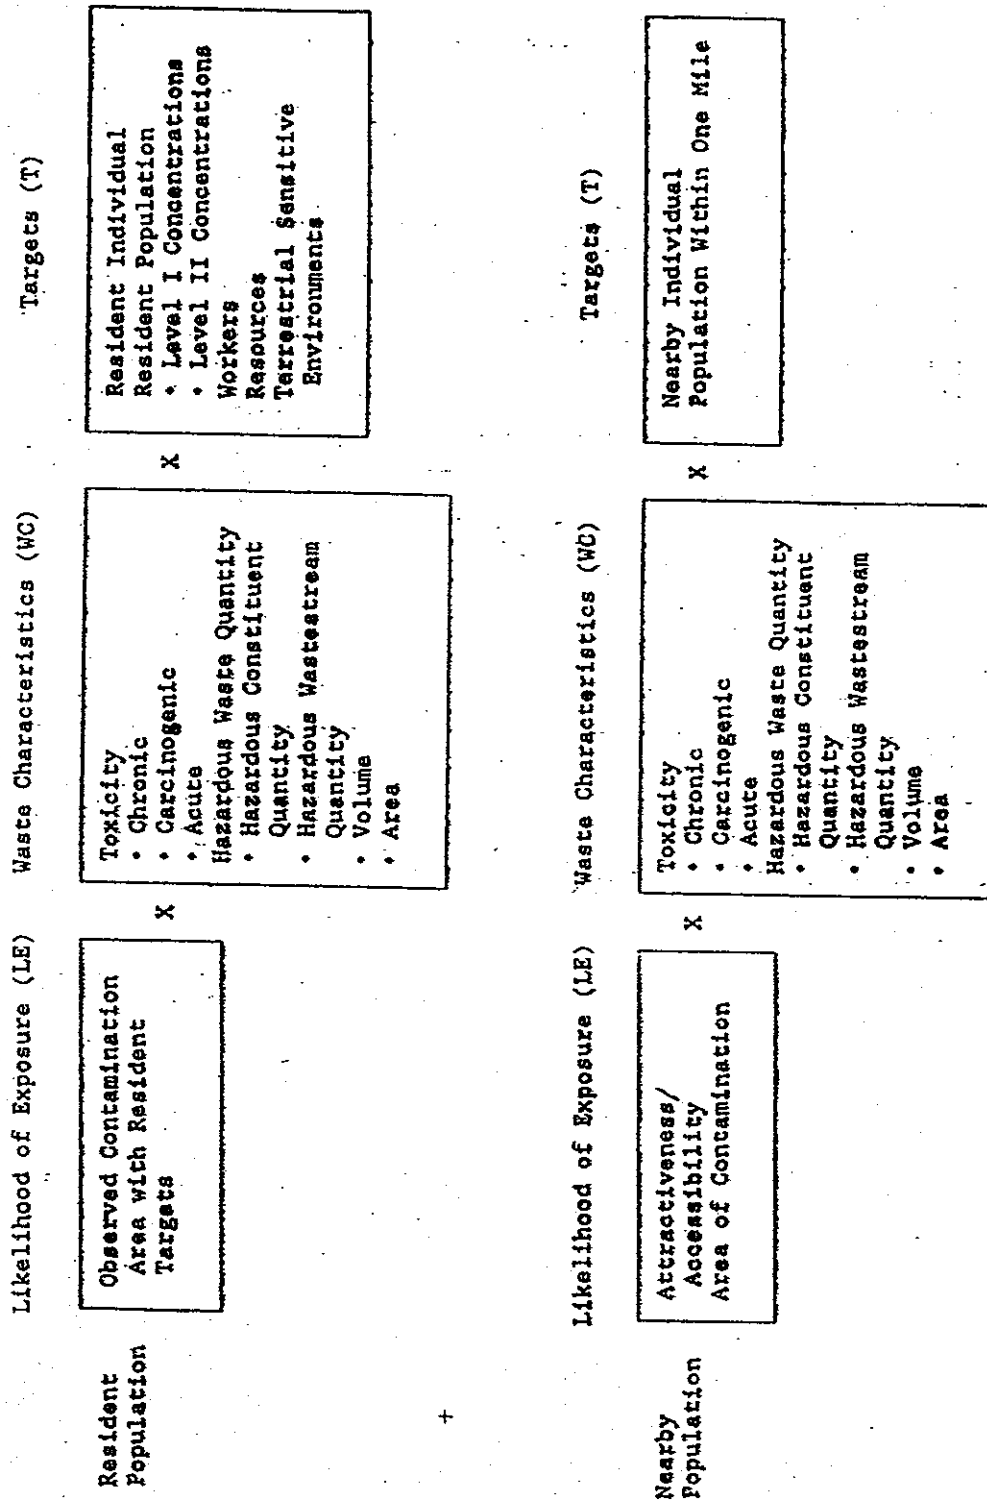 Likelihood of Exposure (LE)
Waste Characteristics (WC)
Targets (T)
Resident
Population
Observed Contamination
Area with Resident
Targets
X
Toxicity
• Chronic
• Carcinogenic
• Acute
Hazardous Waste Quantity
• Hazardous Constituent
Quantity
• Hazardous Wastestream
Quantity
• Volume
• Area
X
Resident Individual
Resident Population
• Level I Concentrations
• Level II Concentrations
Workers
Resources
Terrestrial Sensitive
Environments
+
Likelihood of Exposure (LE)
Waste Characteristics (WC)
Targets (T)
Nearby
Population
Attractiveness/
Accessibility
Area of Contamination
X
Toxicity
• Chronic
• Carcinogenic
• Acute
Hazardous Waste Quantity
• Hazardous Constituent
Quantity
• Hazardous Wastestream
Quantity
• Volume
• Area
X
Nearby Individual
Population Within One Mile